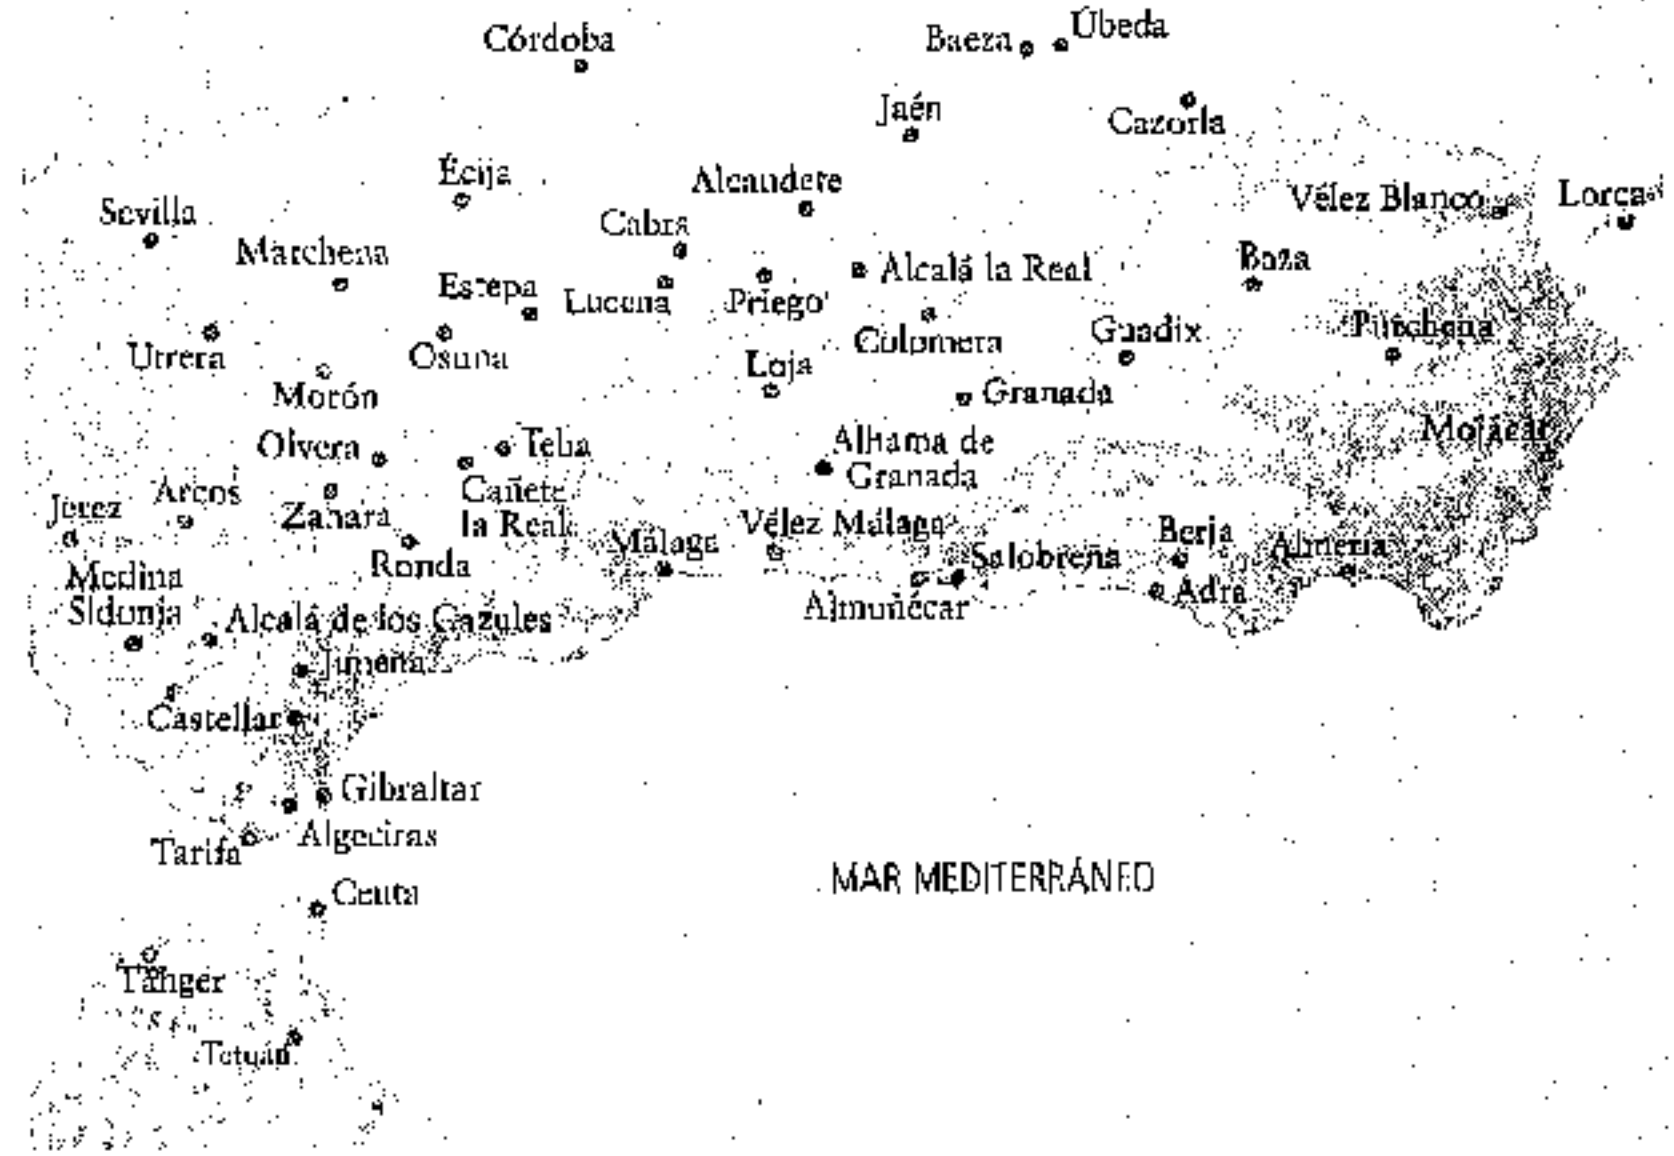 Córdoba
Baeza
Úbeda
Jaén
Cazorla
Écija
Alcaudete
Vélez Blanco
Lorca
Sevilla
Cabra
Marchena
Baza
Alcalá la Real
Estepa
Lucena
Priego
Purchena
Guadix
Colomera
Utrera
Osuna
Loja
Morón
Granada
Mojácar
Olvera
Teba
Alhama de
Granada
Arcos
Jerez
Zahara
Cañete
la Real
Vélez Málaga
Málaga
Berja
Almería
Ronda
Salobreña
Medina
Sidonia
Adra
Almuñécar
Alcalá de los Gazules
Jimena
Castellar
Gibraltar
Algeciras
Tarifa
MAR MEDITERRÁNEO
Ceuta
Tánger
Tetuán